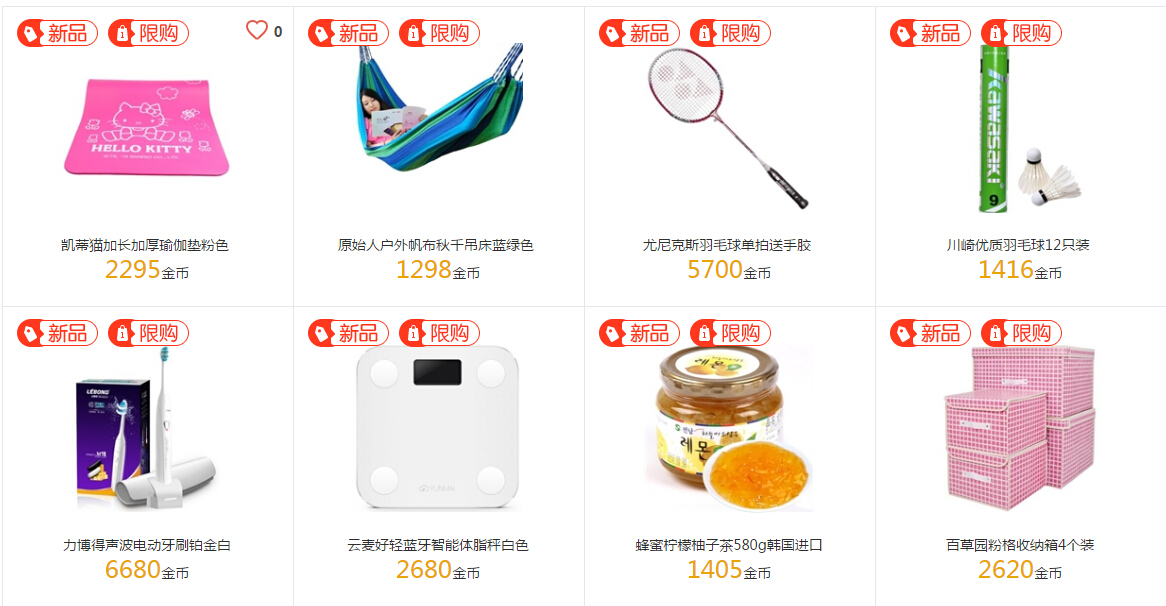 新品 限购 0
新品 限购
新品 限购
新品 限购
HELLO KITTY
Kawasaki
9
凯蒂猫加长加厚瑜伽垫粉色
2295金币
原始人户外帆布秋千吊床蓝绿色
1298金币
尤尼克斯羽毛球单拍送手胶
5700金币
川崎优质羽毛球12只装
1416金币
新品 限购
新品 限购
新品 限购
新品 限购
LEBOND
YUNMAI
레몬
레몬
力博得声波电动牙刷铂金白
6680金币
云麦好轻蓝牙智能体脂秤白色
2680金币
蜂蜜柠檬柚子茶580g韩国进口
1405金币
百草园粉格收纳箱4个装
2620金币